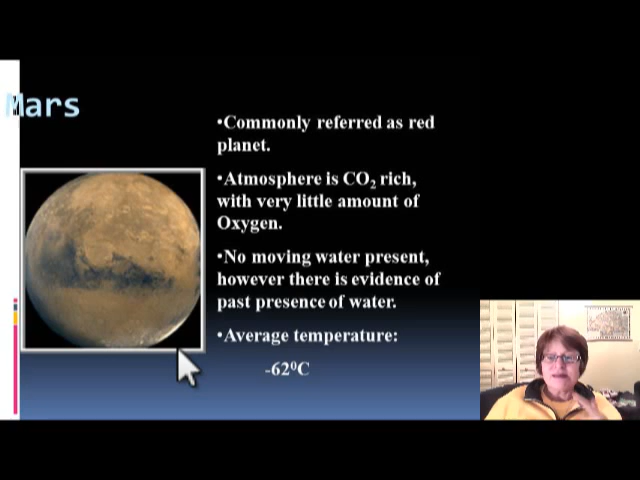 Mars
•Commonly referred as red
planet.
•Atmosphere is CO₂ rich,
with very little amount of
Oxygen.
•No moving water present,
however there is evidence of
past presence of water.
•Average temperature:
-62⁰C